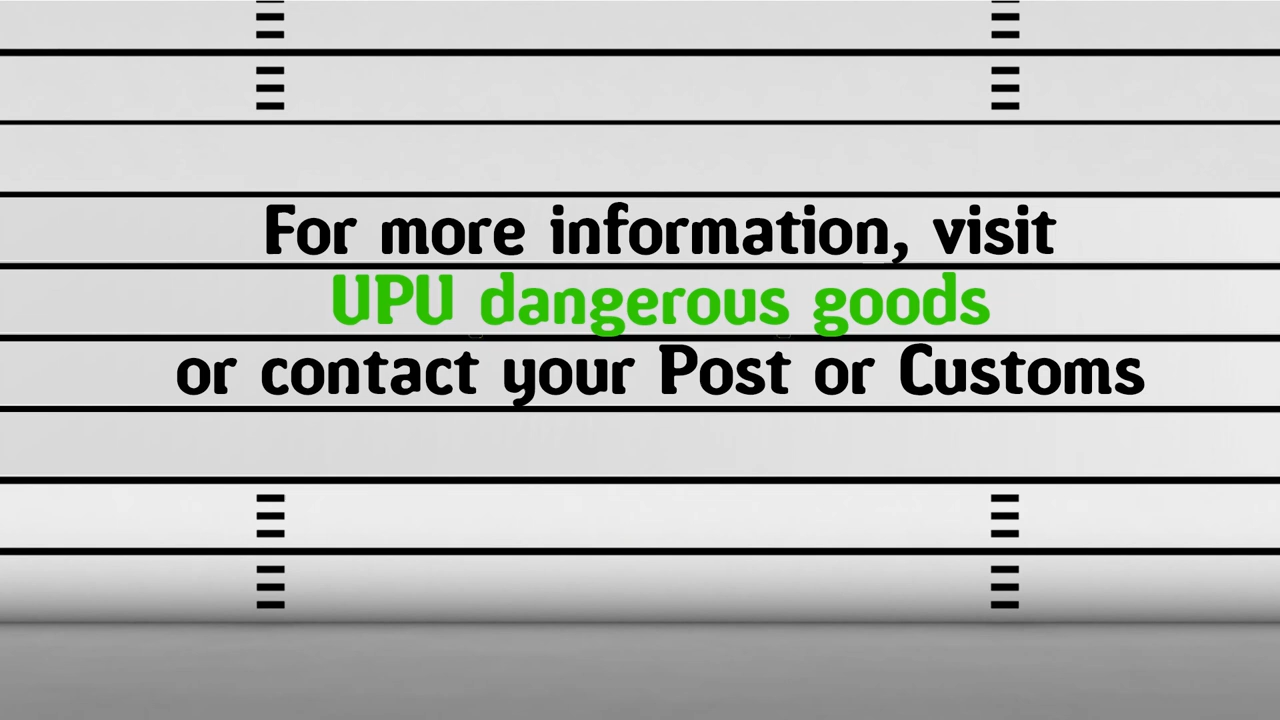 For more information, visit
UPU dangerous goods
or contact your Post or Customs